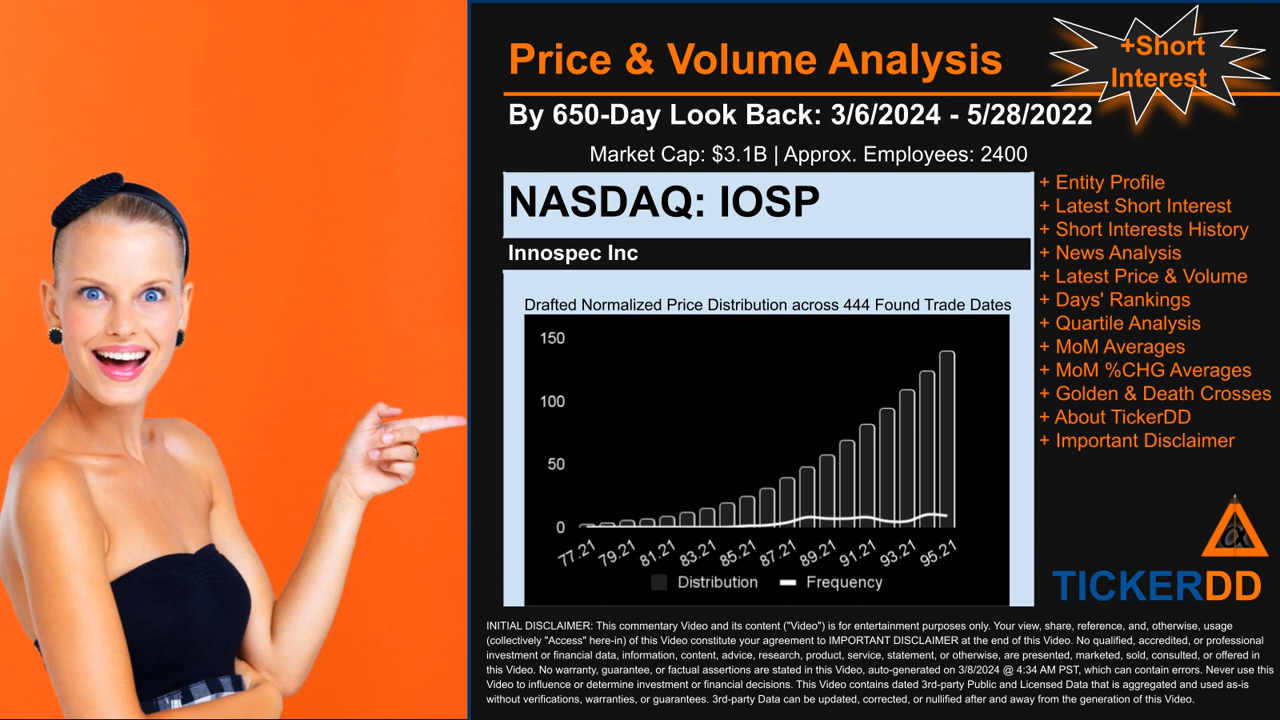 Price & Volume Analysis
+Short
Interest
By 650-Day Look Back: 3/6/2024 - 5/28/2022
Market Cap: $3.1B | Approx. Employees: 2400
NASDAQ: IOSP
Innospec Inc
Drafted Normalized Price Distribution across 444 Found Trade Dates
150
100
50
0
77.21 79.21 81.21 83.21 85.21 87.21 89.21 91.21 93.21 95.21
Distribution Frequency
+ Entity Profile
+ Latest Short Interest
+ Short Interests History
+ News Analysis
+ Latest Price & Volume
+ Days' Rankings
+ Quartile Analysis
+ MoM Averages
+ MoM %CHG Averages
+ Golden & Death Crosses
+ About TickerDD
+ Important Disclaimer
TICKERDD
INITIAL DISCLAIMER: This commentary Video and its content ("Video") is for entertainment purposes only. Your view, share, reference, and, otherwise, usage
(collectively "Access" here-in) of this Video constitute your agreement to IMPORTANT DISCLAIMER at the end of this Video. No qualified, accredited, or professional
investment or financial data, information, content, advice, research, product, service, statement, or otherwise, are presented, marketed, sold, consulted, or offered in
this Video. No warranty, guarantee, or factual assertions are stated in this Video, auto-generated on 3/8/2024 @ 4:34 AM PST, which can contain errors. Never use this
Video to influence or determine investment or financial decisions. This Video contains dated 3rd-party Public and Licensed Data that is aggregated and used as-is
without verifications, warranties, or guarantees. 3rd-party Data can be updated, corrected, or nullified after and away from the generation of this Video.